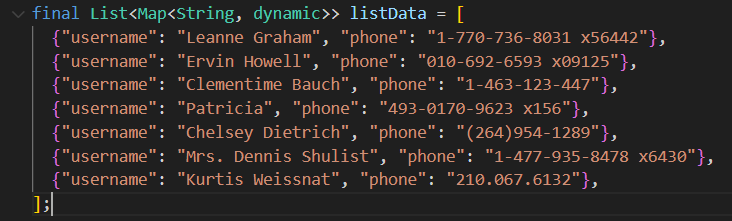 final List<Map<String, dynamic>> listData = [
{"username": "Leanne Graham", "phone": "1-770-736-8031 x56442"},
{"username": "Ervin Howell", "phone": "010-692-6593 x09125"},
{"username": "Clementime Bauch", "phone": "1-463-123-447"},
{"username": "Patricia", "phone": "493-0170-9623 x156"},
{"username": "Chelsey Dietrich", "phone": "(264)954-1289"},
{"username": "Mrs. Dennis Shulist", "phone": "1-477-935-8478 x6430"},
{"username": "Kurtis Weissnat", "phone": "210.067.6132"},
];